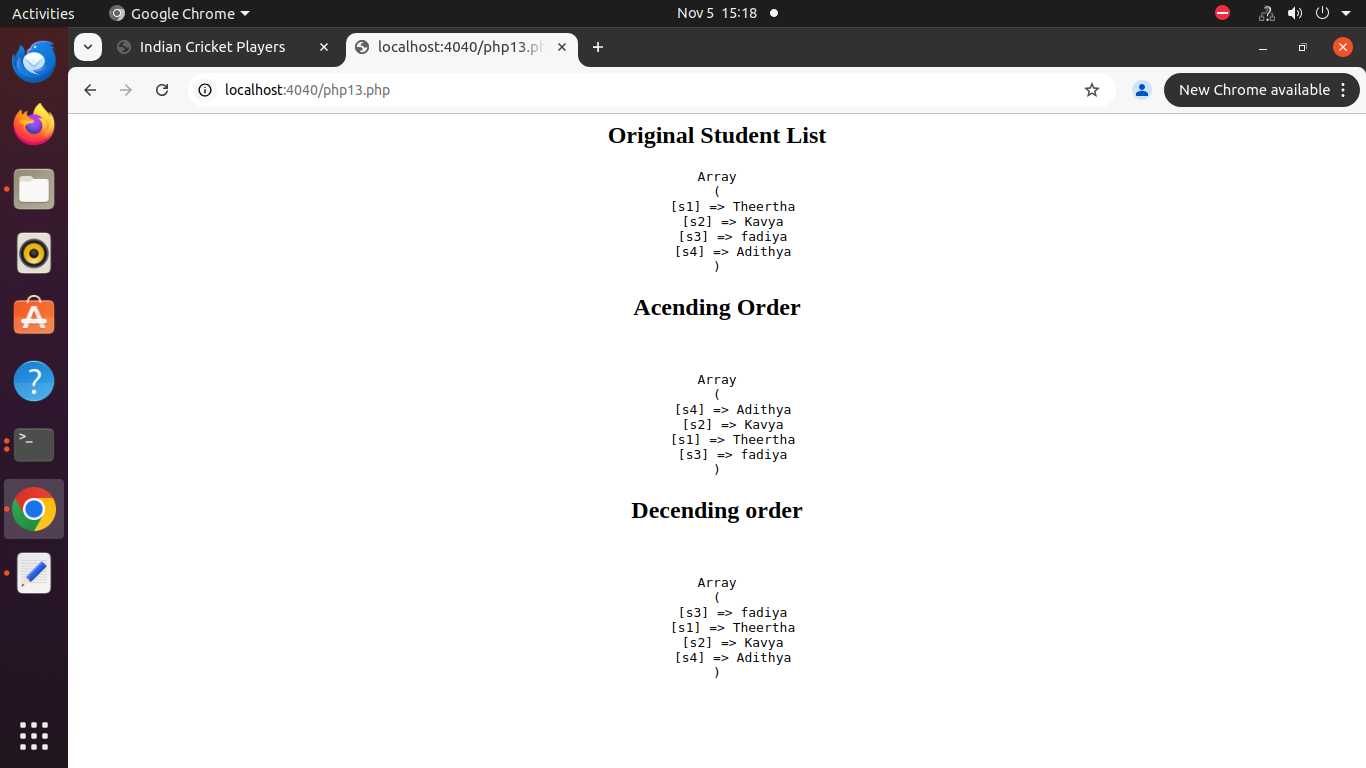 Activities
Google Chrome
Nov 5 15:18
Indian Cricket Players
localhost:4040/php13.ph
localhost:4040/php13.php
New Chrome available
Original Student List
Array
(
[s1] => Theertha
[s2] => Kavya
[s3] => fadiya
[s4] => Adithya
)
Acending Order
Array
(
[s4] => Adithya
[s2] => Kavya
[s1] => Theertha
[s3] => fadiya
)
Decending order
Array
(
[s3] => fadiya
[s1] => Theertha
[s2] => Kavya
[s4] => Adithya
)